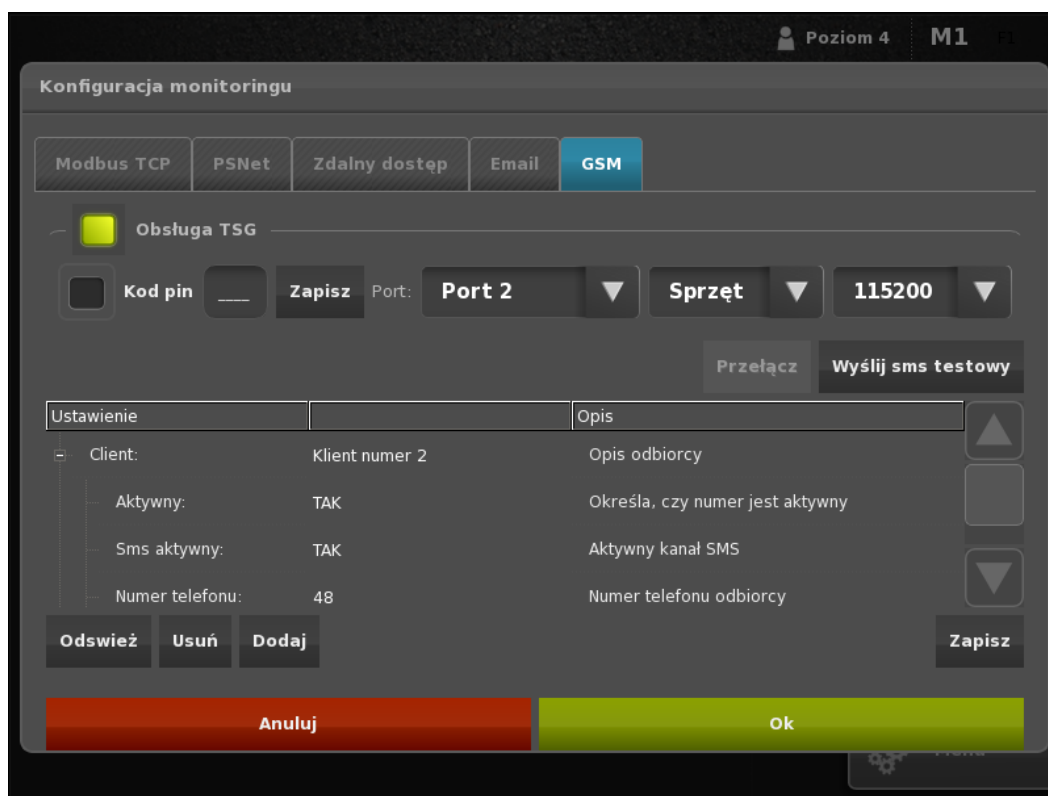 Poziom 4 M1 F1
Konfiguracja monitoringu
Modbus TCP PSNet Zdalny dostęp Email GSM
Obsługa TSG
Kod pin ____ Zapisz Port: Port 2 Sprzęt 115200
Przełącz Wyślij sms testowy
Ustawienie Opis
Client: Klient numer 2 Opis odbiorcy
Aktywny: TAK Określa, czy numer jest aktywny
Sms aktywny: TAK Aktywny kanał SMS
Numer telefonu: 48 Numer telefonu odbiorcy
Odswież Usuń Dodaj Zapisz
Anuluj Ok